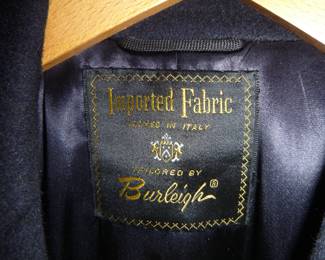 Imported Fabric
LOOMED IN ITALY
TAILORED BY
Burleigh®